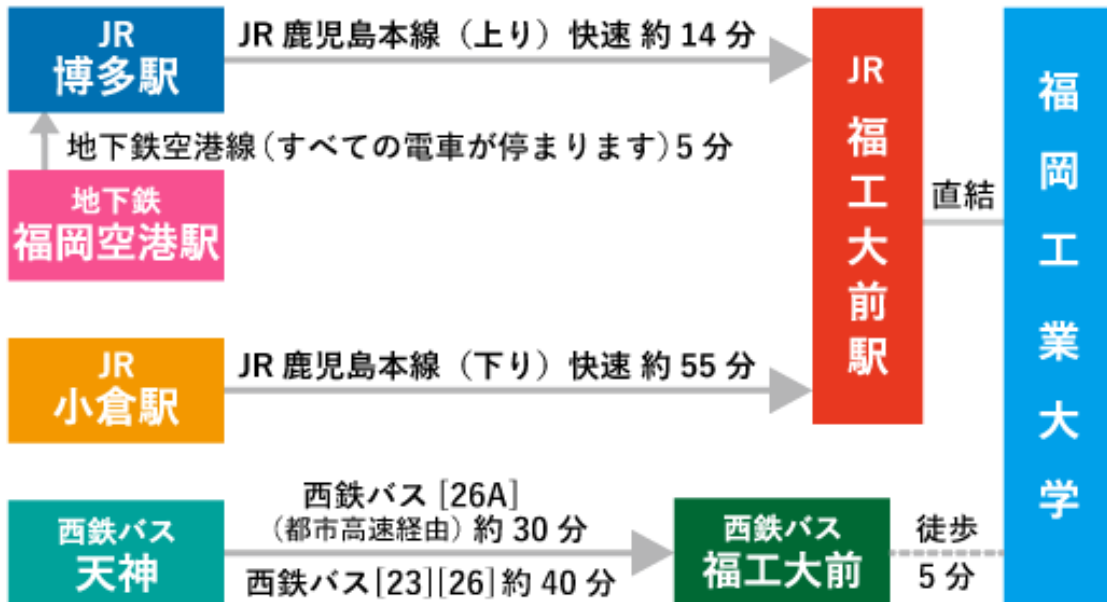 JR
博多駅
JR 鹿児島本線（上り）快速 約 14 分
地下鉄空港線（すべての電車が停まります）5 分
地下鉄
福岡空港駅
JR
小倉駅
JR 鹿児島本線（下り）快速 約 55 分
JR 福工大前駅
直結
福岡工業大学
西鉄バス
天神
西鉄バス [26A]
（都市高速経由）約 30 分
西鉄バス[23][26]約 40 分
西鉄バス
福工大前
徒歩
5 分